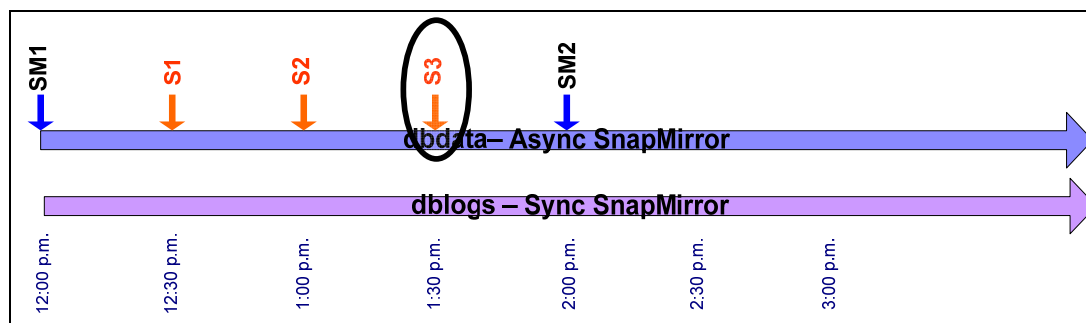 SM1
S1
S2
S3
SM2
dbdata– Async SnapMirror
dblogs – Sync SnapMirror
12:00 p.m.
12:30 p.m.
1:00 p.m.
1:30 p.m.
2:00 p.m.
2:30 p.m.
3:00 p.m.